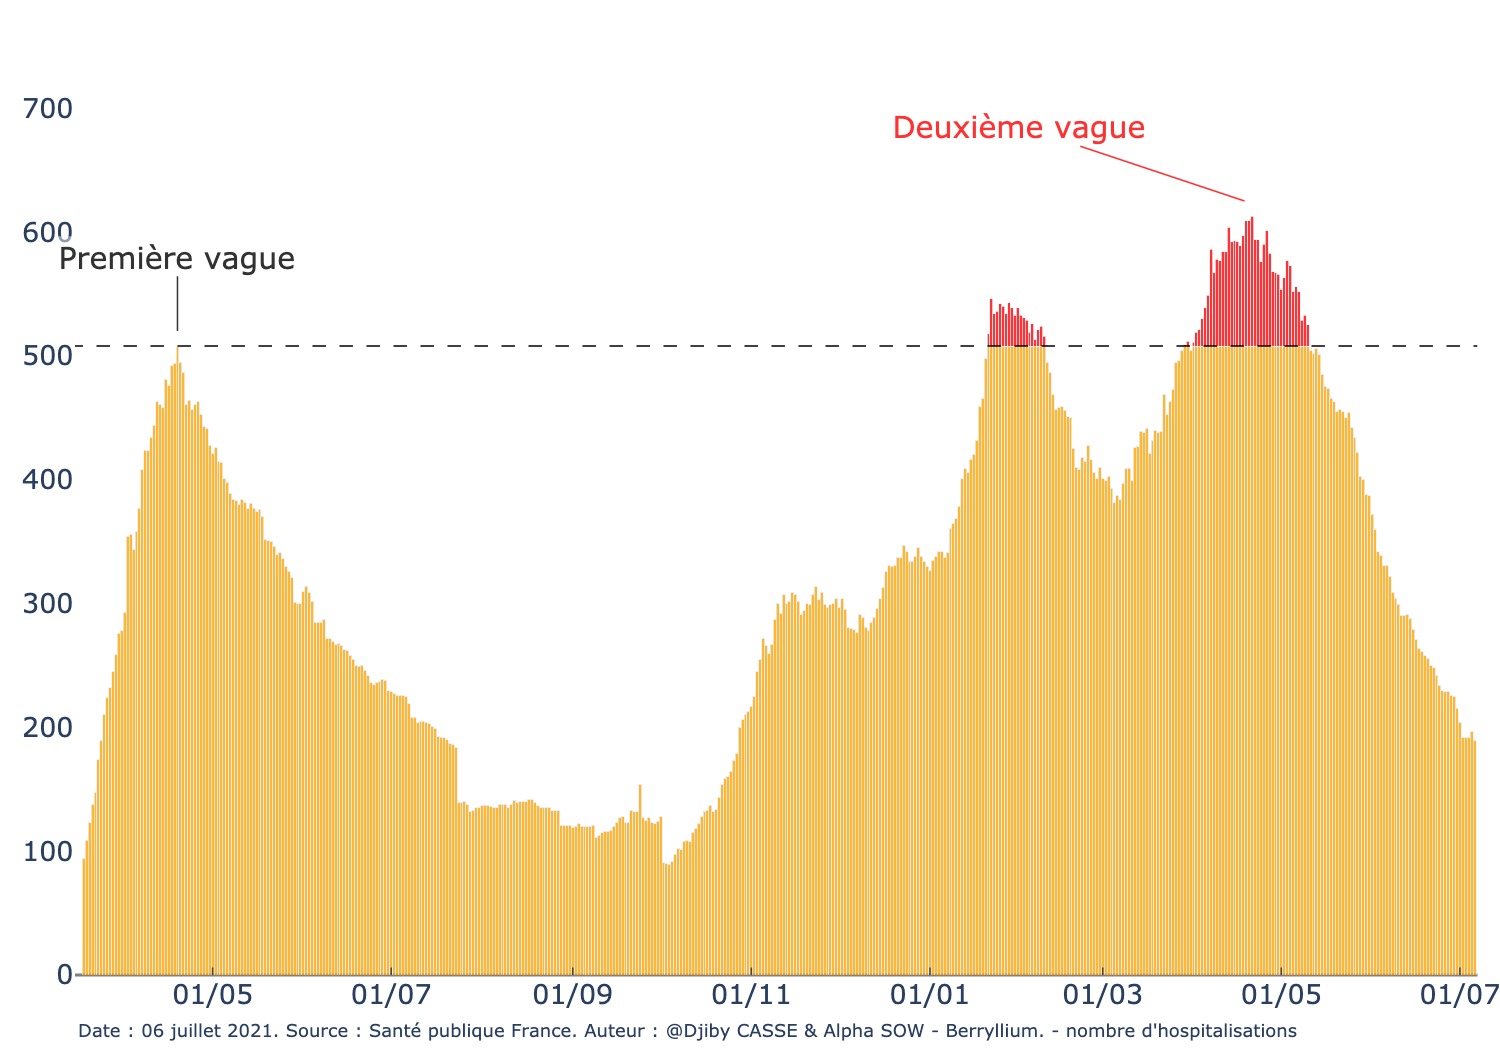 700
Deuxième vague
600
Première vague
500
400
300
200
100
0
01/05 01/07 01/09 01/11 01/01 01/03 01/05 01/07
Date : 06 juillet 2021. Source : Santé publique France. Auteur : @Djiby CASSE & Alpha SOW - Berryllium. - nombre d'hospitalisations